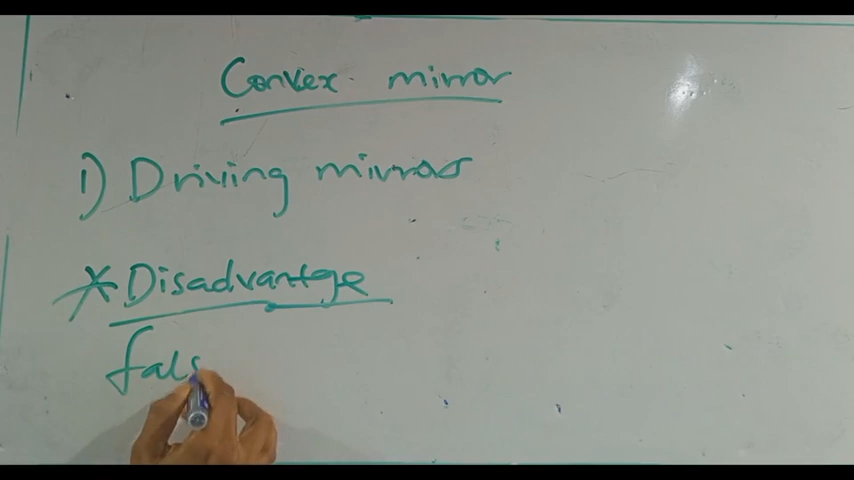 Convex mirror
1) Driving mirror
* Disadvantge
fals